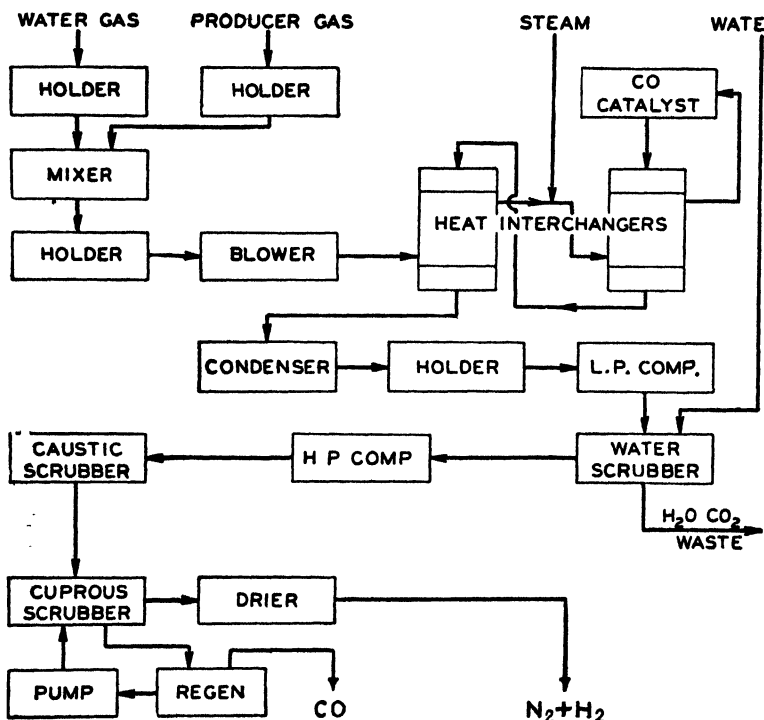 WATER GAS
PRODUCER GAS
STEAM
WATE
HOLDER
HOLDER
CO
CATALYST
MIXER
HEAT INTERCHANGERS
HOLDER
BLOWER
CONDENSER
HOLDER
L.P. COMP.
CAUSTIC
SCRUBBER
H P COMP
WATER
SCRUBBER
H₂O CO₂
WASTE
CUPROUS
SCRUBBER
DRIER
PUMP
REGEN
CO
N₂+H₂